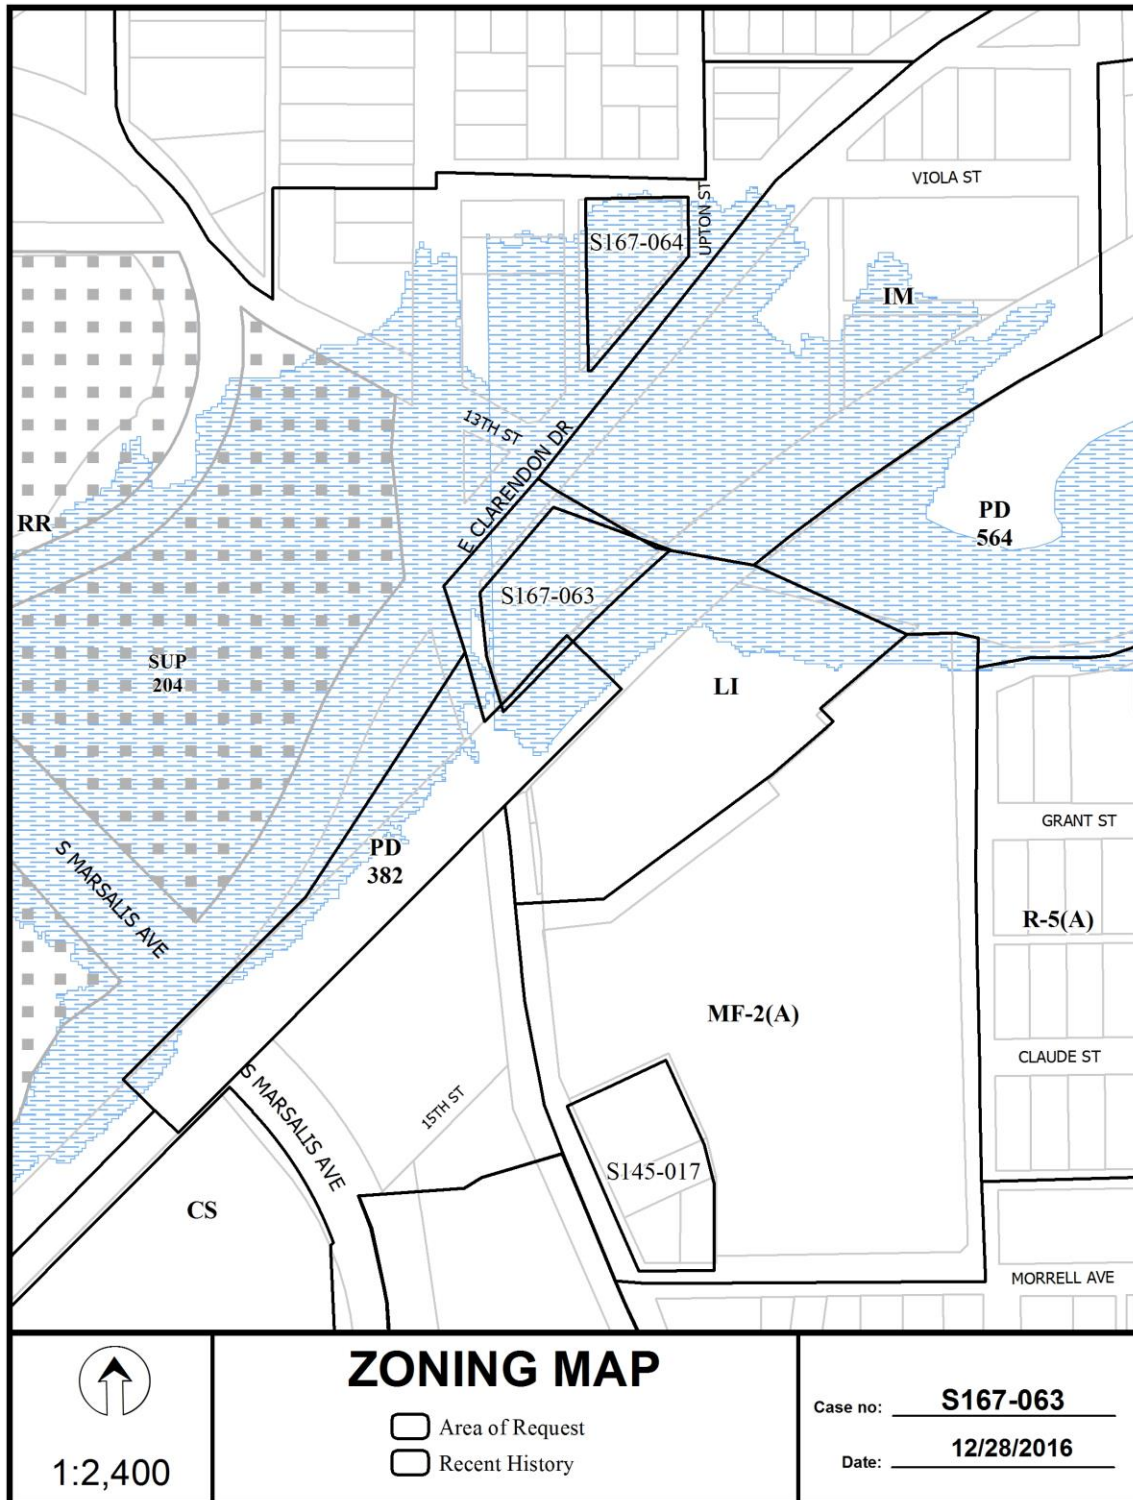 VIOLA ST
UPTON ST
S167-064
IM
13TH ST
E CLARENDON DR
PD
564
RR
S167-063
SUP
204
LI
GRANT ST
PD
382
S MARSALIS AVE
R-5(A)
MF-2(A)
CLAUDE ST
S MARSALIS AVE
15TH ST
S145-017
CS
MORRELL AVE
1:2,400
ZONING MAP
Area of Request
Recent History
Case no: S167-063
Date: 12/28/2016